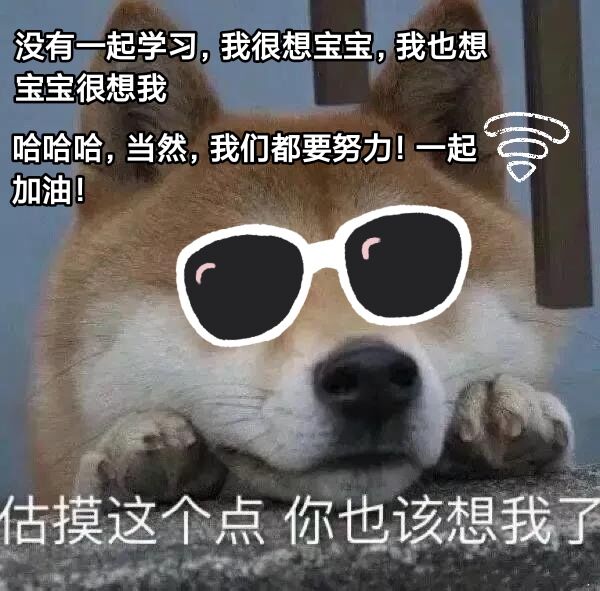 没有一起学习，我很想宝宝，我也想
宝宝很想我
哈哈哈，当然，我们都要努力！一起
加油！
估摸这个点 你也该想我了